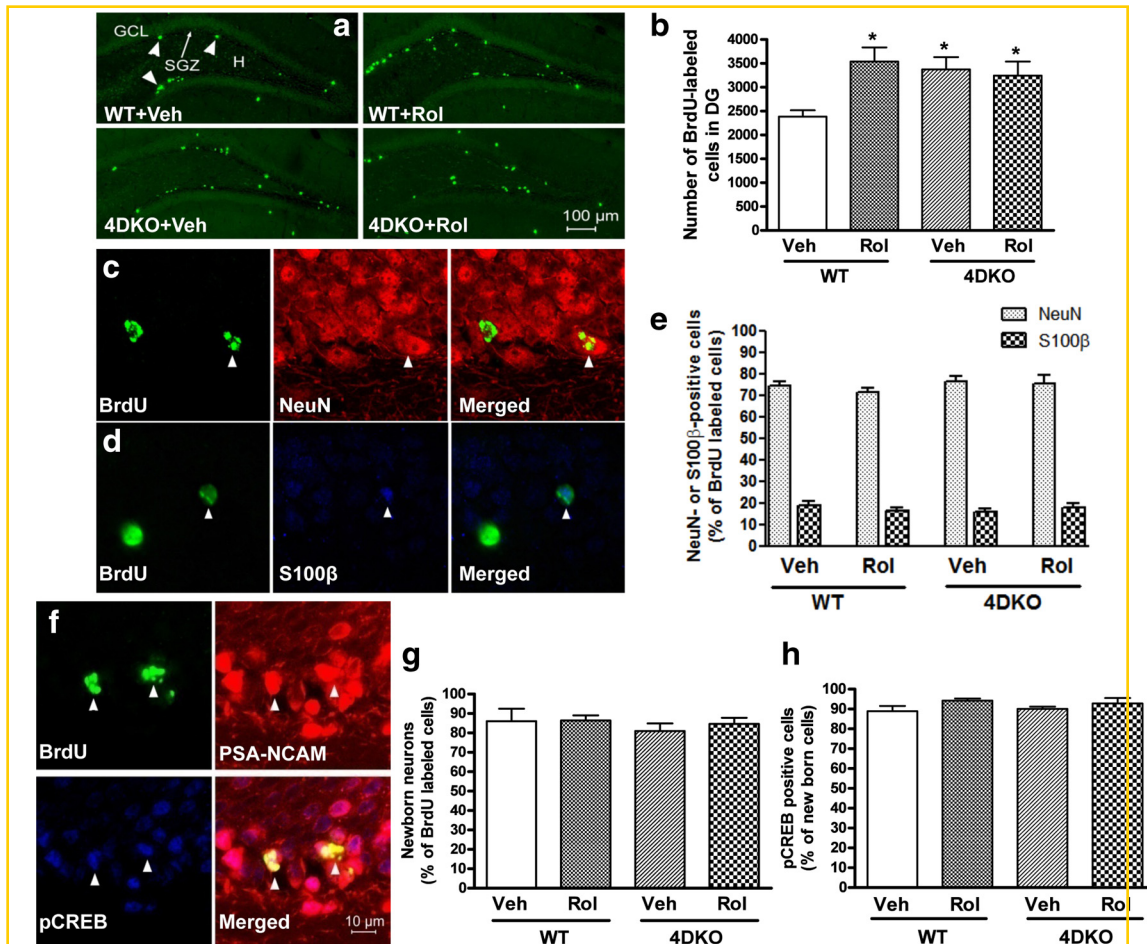 a
GCL
SGZ
H
WT+Veh
WT+Rol
4DKO+Veh
4DKO+Rol
100 µm
b
Number of BrdU-labeled
cells in DG
4000
3500
3000
2500
2000
1500
1000
500
0
*
*
*
Veh
Rol
Veh
Rol
WT
4DKO
c
BrdU
NeuN
Merged
d
BrdU
S100β
Merged
e
NeuN- or S100β-positive cells
(% of BrdU labeled cells)
NeuN
S100β
100
90
80
70
60
50
40
30
20
10
0
Veh
Rol
Veh
Rol
WT
4DKO
f
BrdU
PSA-NCAM
pCREB
Merged
10 µm
g
Newborn neurons
(% of BrdU labeled cells)
100
90
80
70
60
50
40
30
20
10
0
Veh
Rol
Veh
Rol
WT
4DKO
h
pCREB positive cells
(% of new born cells)
100
90
80
70
60
50
40
30
20
10
0
Veh
Rol
Veh
Rol
WT
4DKO